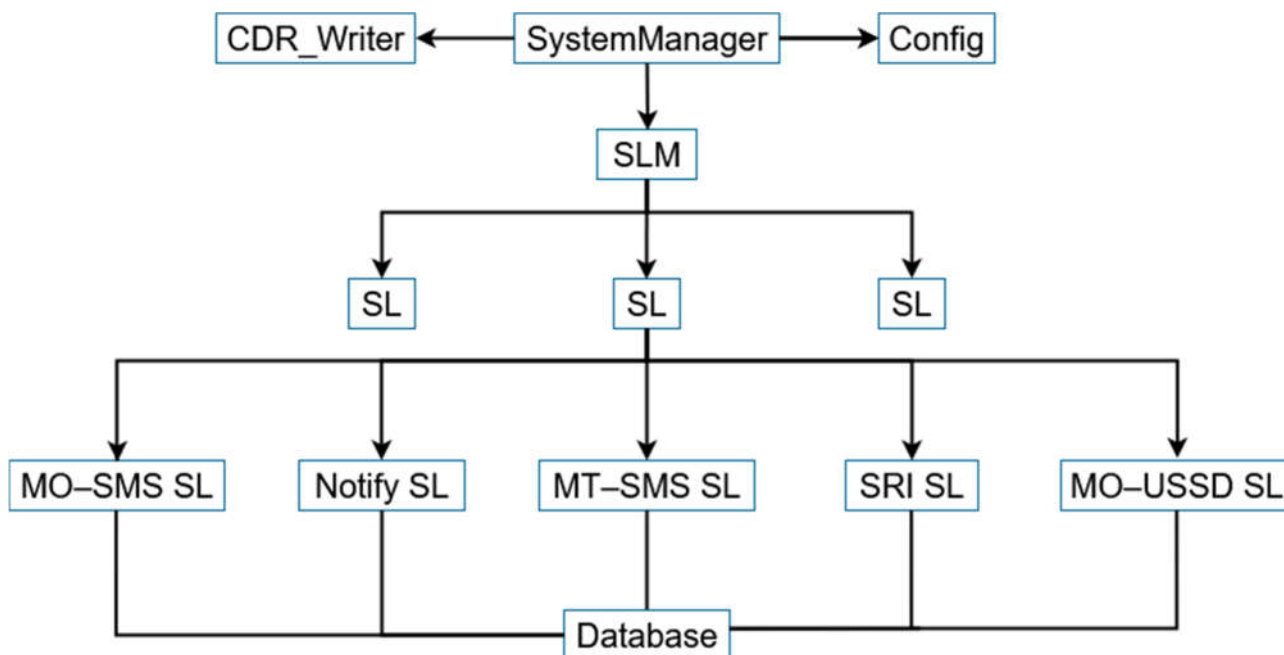 CDR_Writer
SystemManager
Config
SLM
SL
SL
SL
MO–SMS SL
Notify SL
MT–SMS SL
SRI SL
MO–USSD SL
Database